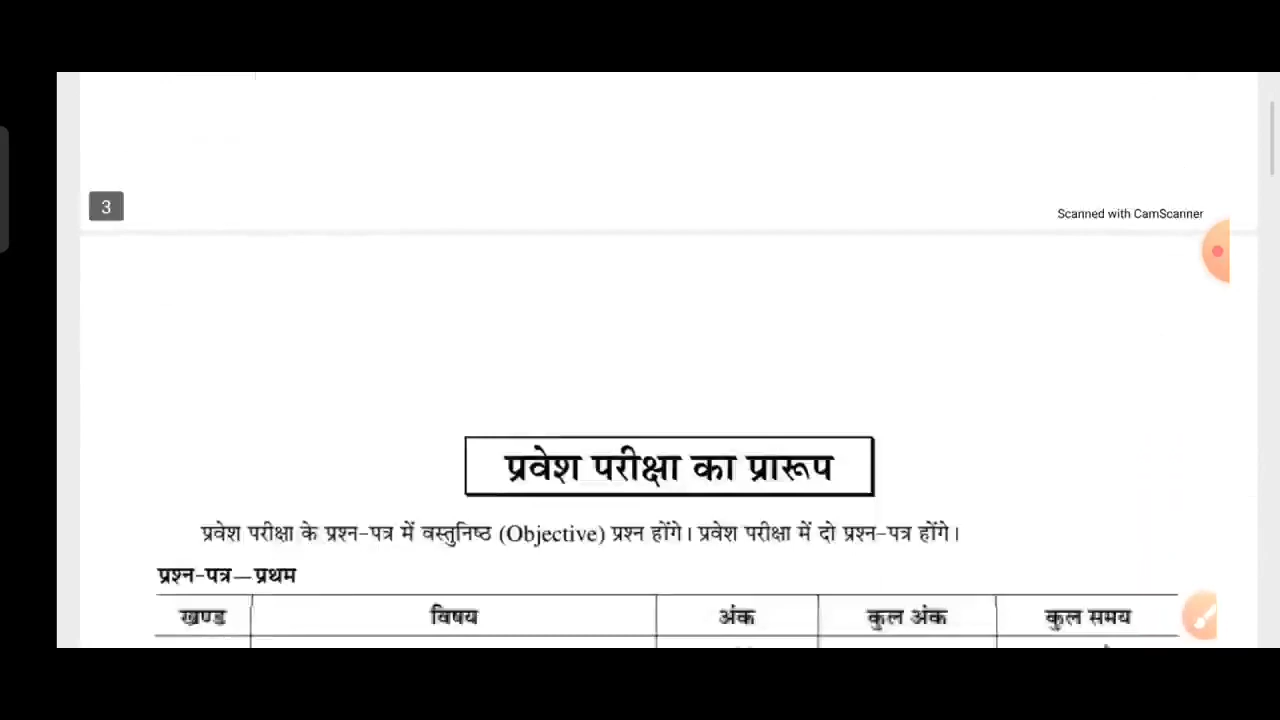 3
Scanned with CamScanner
प्रवेश परीक्षा का प्रारूप
प्रवेश परीक्षा के प्रश्न-पत्र में वस्तुनिष्ठ (Objective) प्रश्न होंगे। प्रवेश परीक्षा में दो प्रश्न-पत्र होंगे।
प्रश्न-पत्र—प्रथम
खण्ड विषय अंक कुल अंक कुल समय